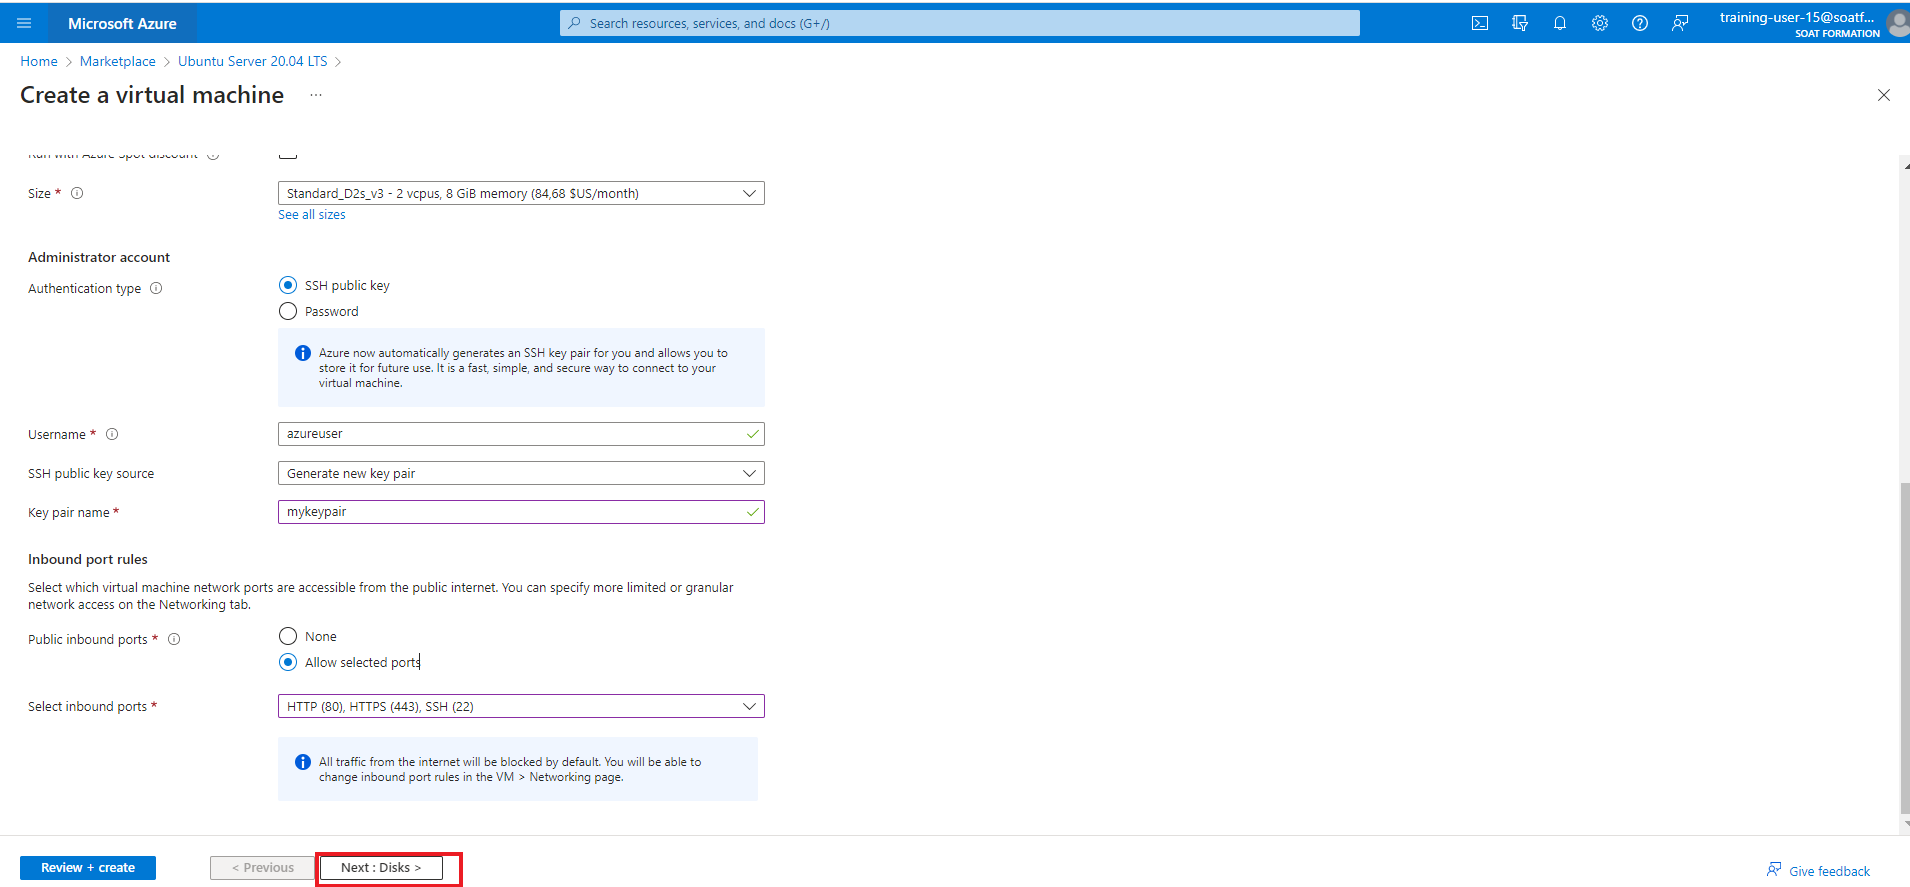 Microsoft Azure
Search resources, services, and docs (G+/)
training-user-15@soatf...
SOAT FORMATION
Home > Marketplace > Ubuntu Server 20.04 LTS >
Create a virtual machine ...
Run with Azure Spot discount
Size *
Standard_D2s_v3 - 2 vcpus, 8 GiB memory (84,68 $US/month)
See all sizes
Administrator account
Authentication type
SSH public key
Password
Azure now automatically generates an SSH key pair for you and allows you to
store it for future use. It is a fast, simple, and secure way to connect to your
virtual machine.
Username *
azureuser
SSH public key source
Generate new key pair
Key pair name *
mykeypair
Inbound port rules
Select which virtual machine network ports are accessible from the public internet. You can specify more limited or granular
network access on the Networking tab.
Public inbound ports *
None
Allow selected ports
Select inbound ports *
HTTP (80), HTTPS (443), SSH (22)
All traffic from the internet will be blocked by default. You will be able to
change inbound port rules in the VM > Networking page.
Review + create
< Previous
Next : Disks >
Give feedback